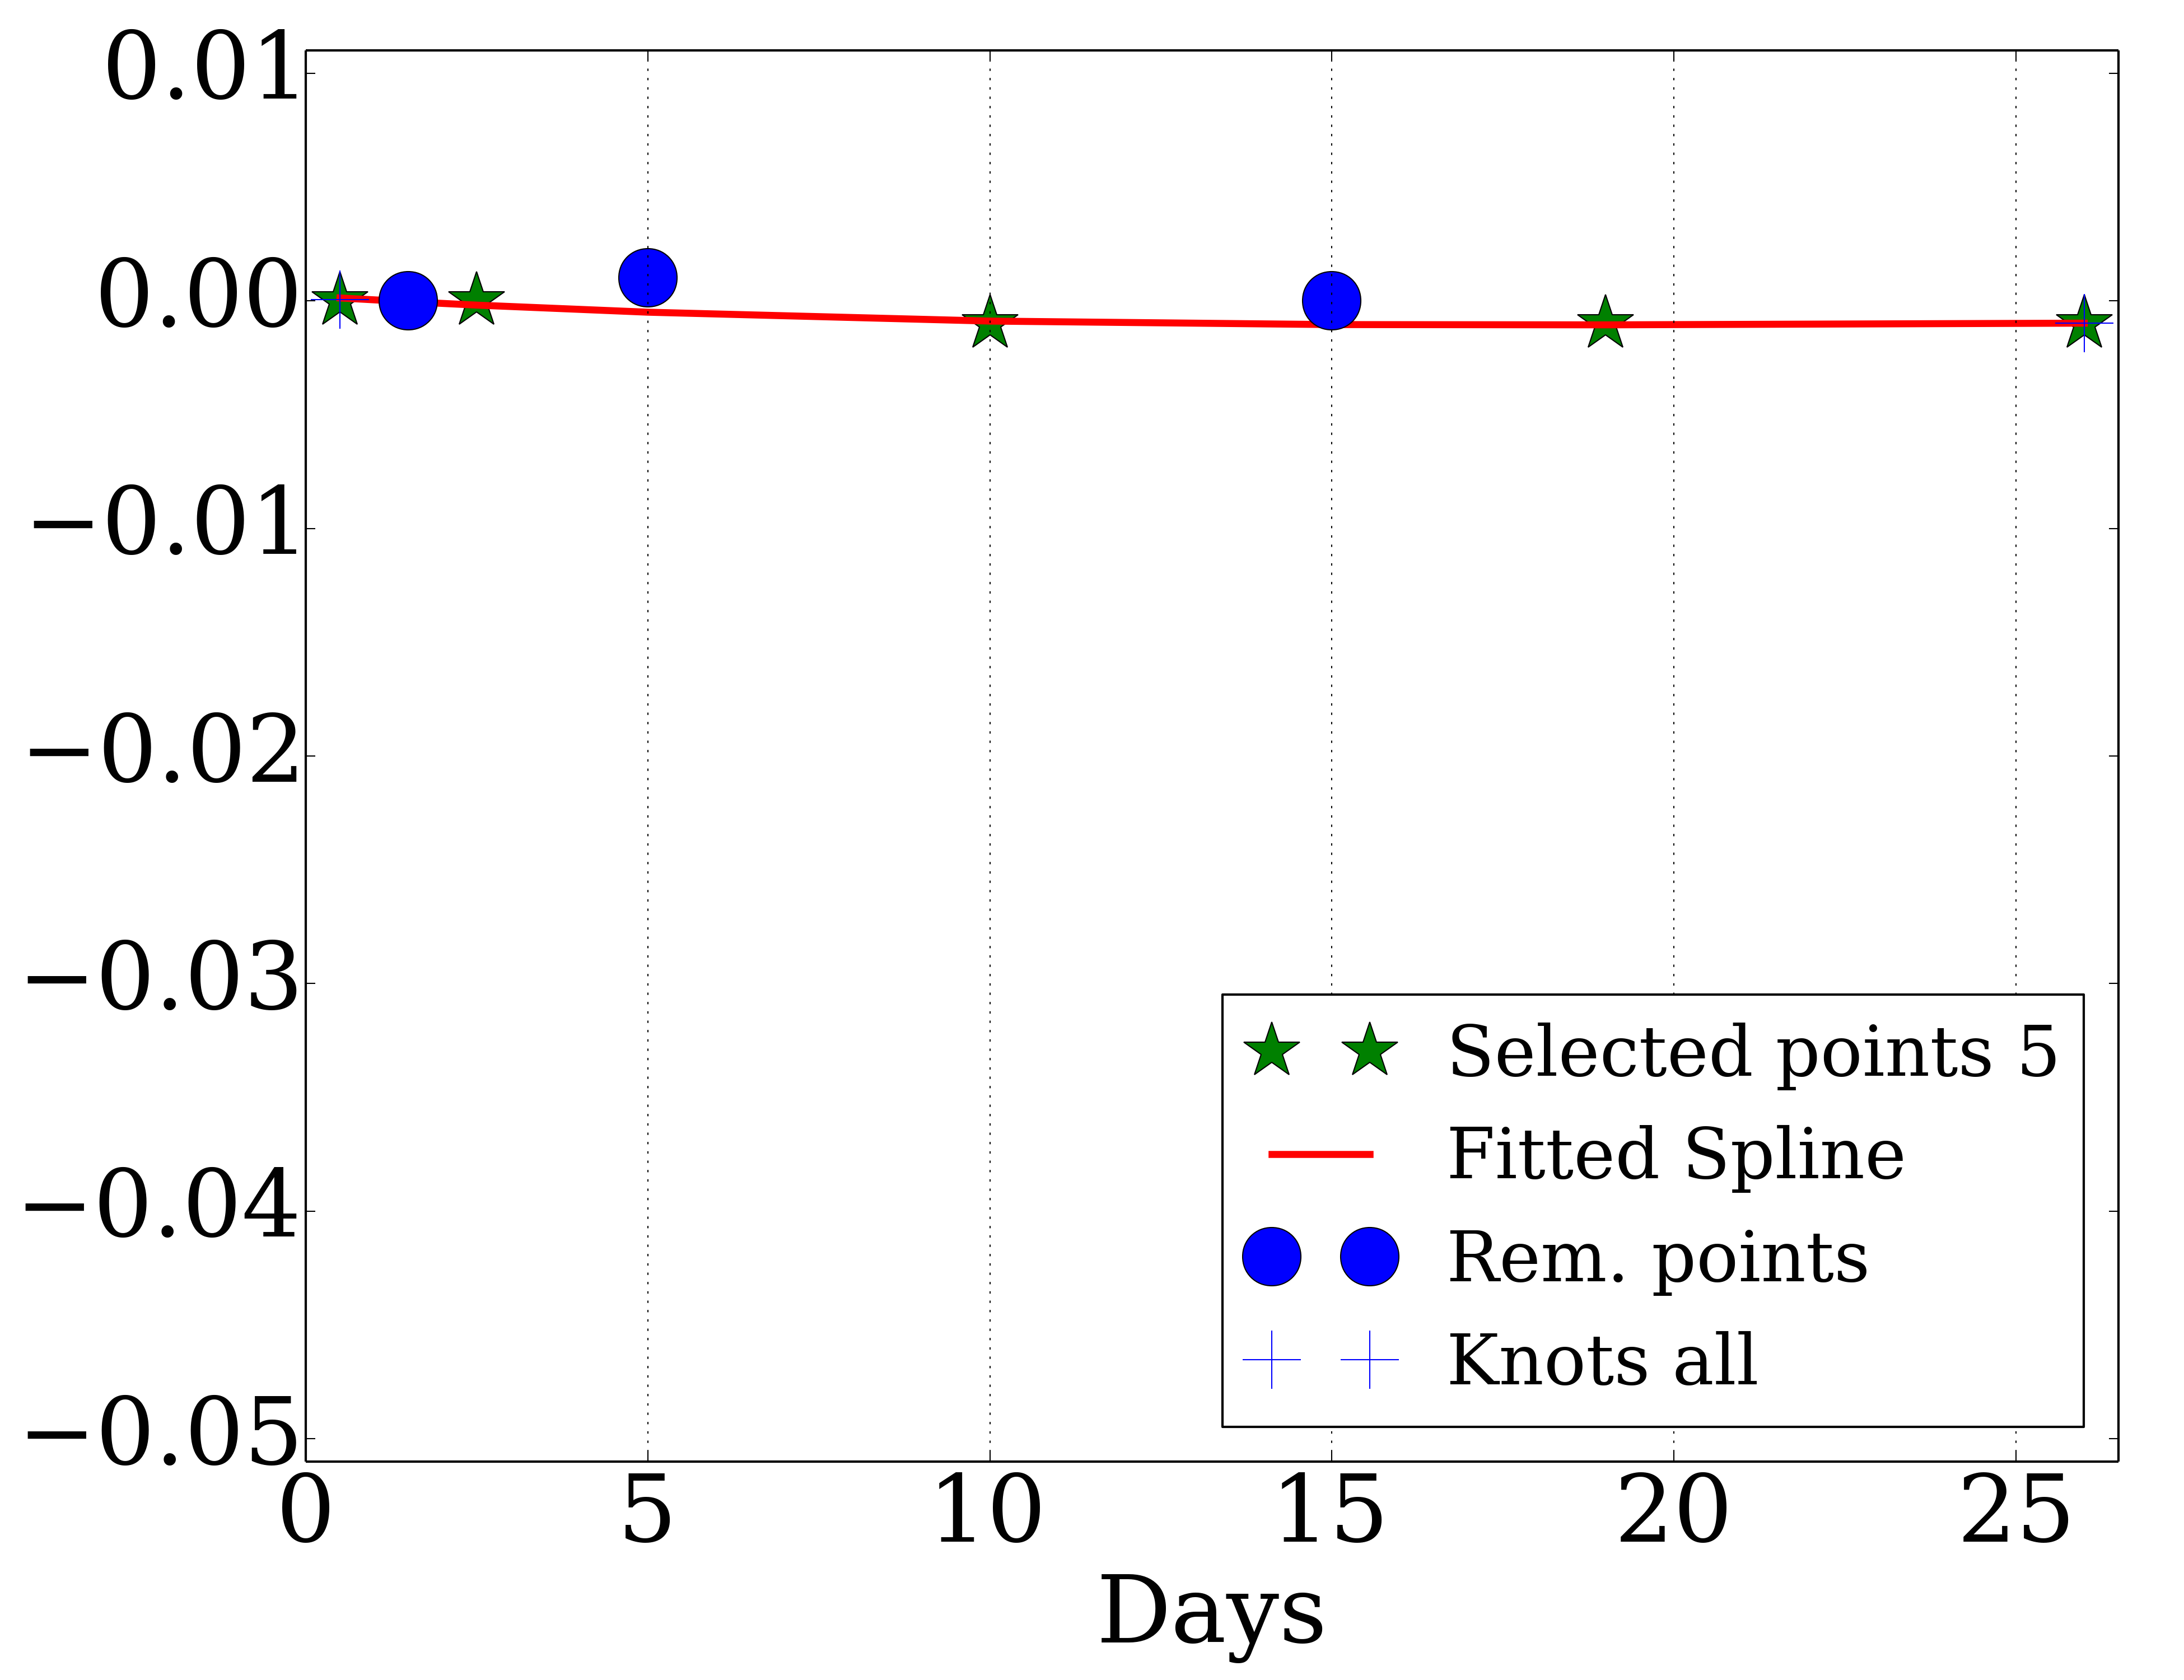 0.01
0.00
−0.01
−0.02
−0.03
−0.04
−0.05
Selected points 5
Fitted Spline
Rem. points
Knots all
0 5 10 15 20 25
Days